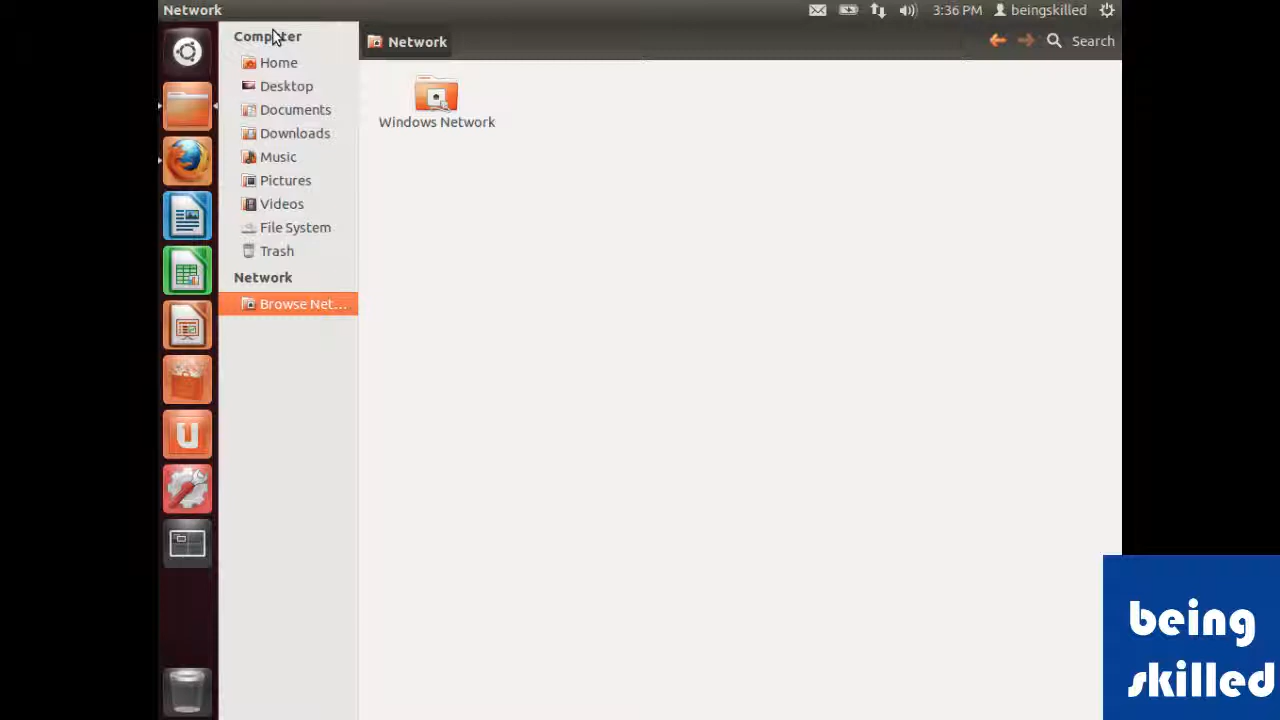 Network
3:36 PM beingskilled
Computer
Home
Desktop
Documents
Downloads
Music
Pictures
Videos
File System
Trash
Network
Browse Net...
Network
Search
Windows Network
U
being
skilled